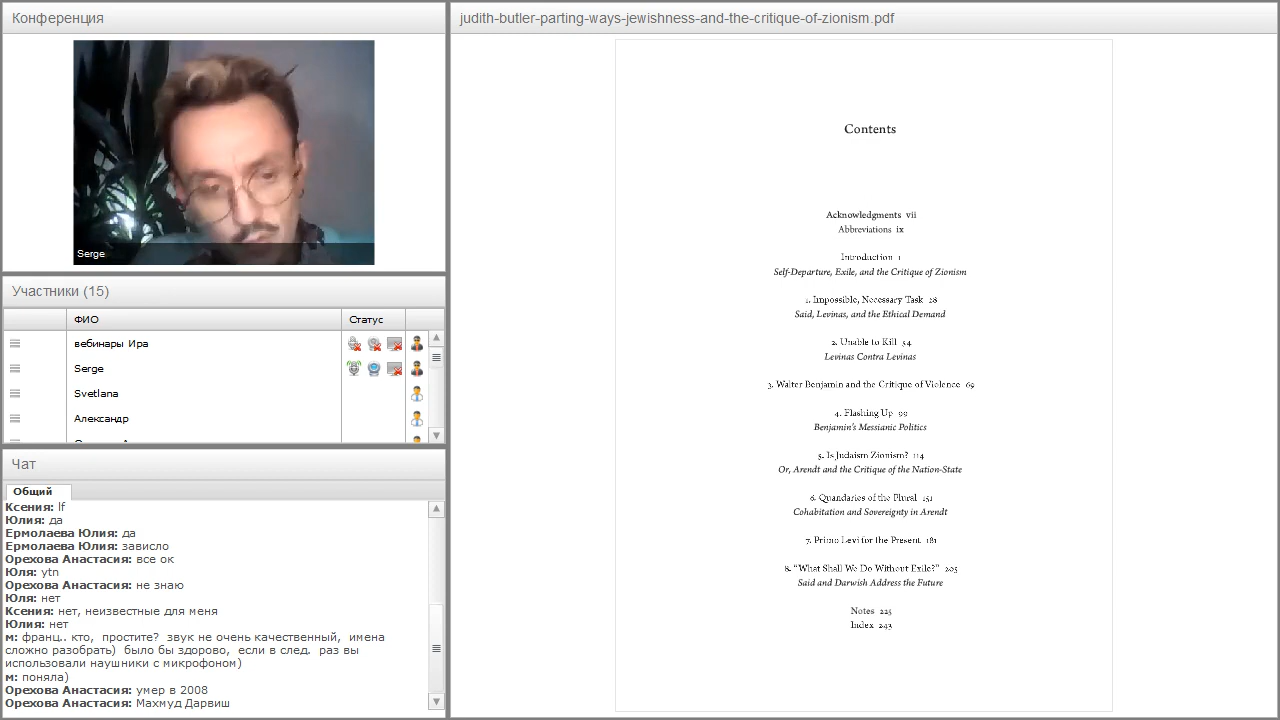 Конференция
Serge
Участники (15)
ФИО
Статус
вебинары Ира
Serge
Svetlana
Александр
Чат
Общий
Ксения: lf
Юлия: да
Ермолаева Юлия: да
Ермолаева Юлия: зависло
Орехова Анастасия: все ок
Юля: ytn
Орехова Анастасия: не знаю
Юля: нет
Ксения: нет, неизвестные для меня
Юлия: нет
м: франц.. кто, простите? звук не очень качественный, имена
сложно разобрать) было бы здорово, если в след. раз вы
использовали наушники с микрофоном)
м: поняла)
Орехова Анастасия: умер в 2008
Орехова Анастасия: Махмуд Дарвиш
judith-butler-parting-ways-jewishness-and-the-critique-of-zionism.pdf
Contents
Acknowledgments vii
Abbreviations ix
Introduction 1
Self-Departure, Exile, and the Critique of Zionism
1. Impossible, Necessary Task 28
Said, Levinas, and the Ethical Demand
2. Unable to Kill 54
Levinas Contra Levinas
3. Walter Benjamin and the Critique of Violence 69
4. Flashing Up 99
Benjamin's Messianic Politics
5. Is Judaism Zionism? 114
Or, Arendt and the Critique of the Nation-State
6. Quandaries of the Plural 151
Cohabitation and Sovereignty in Arendt
7. Primo Levi for the Present 181
8. “What Shall We Do Without Exile?” 205
Said and Darwish Address the Future
Notes 225
Index 243